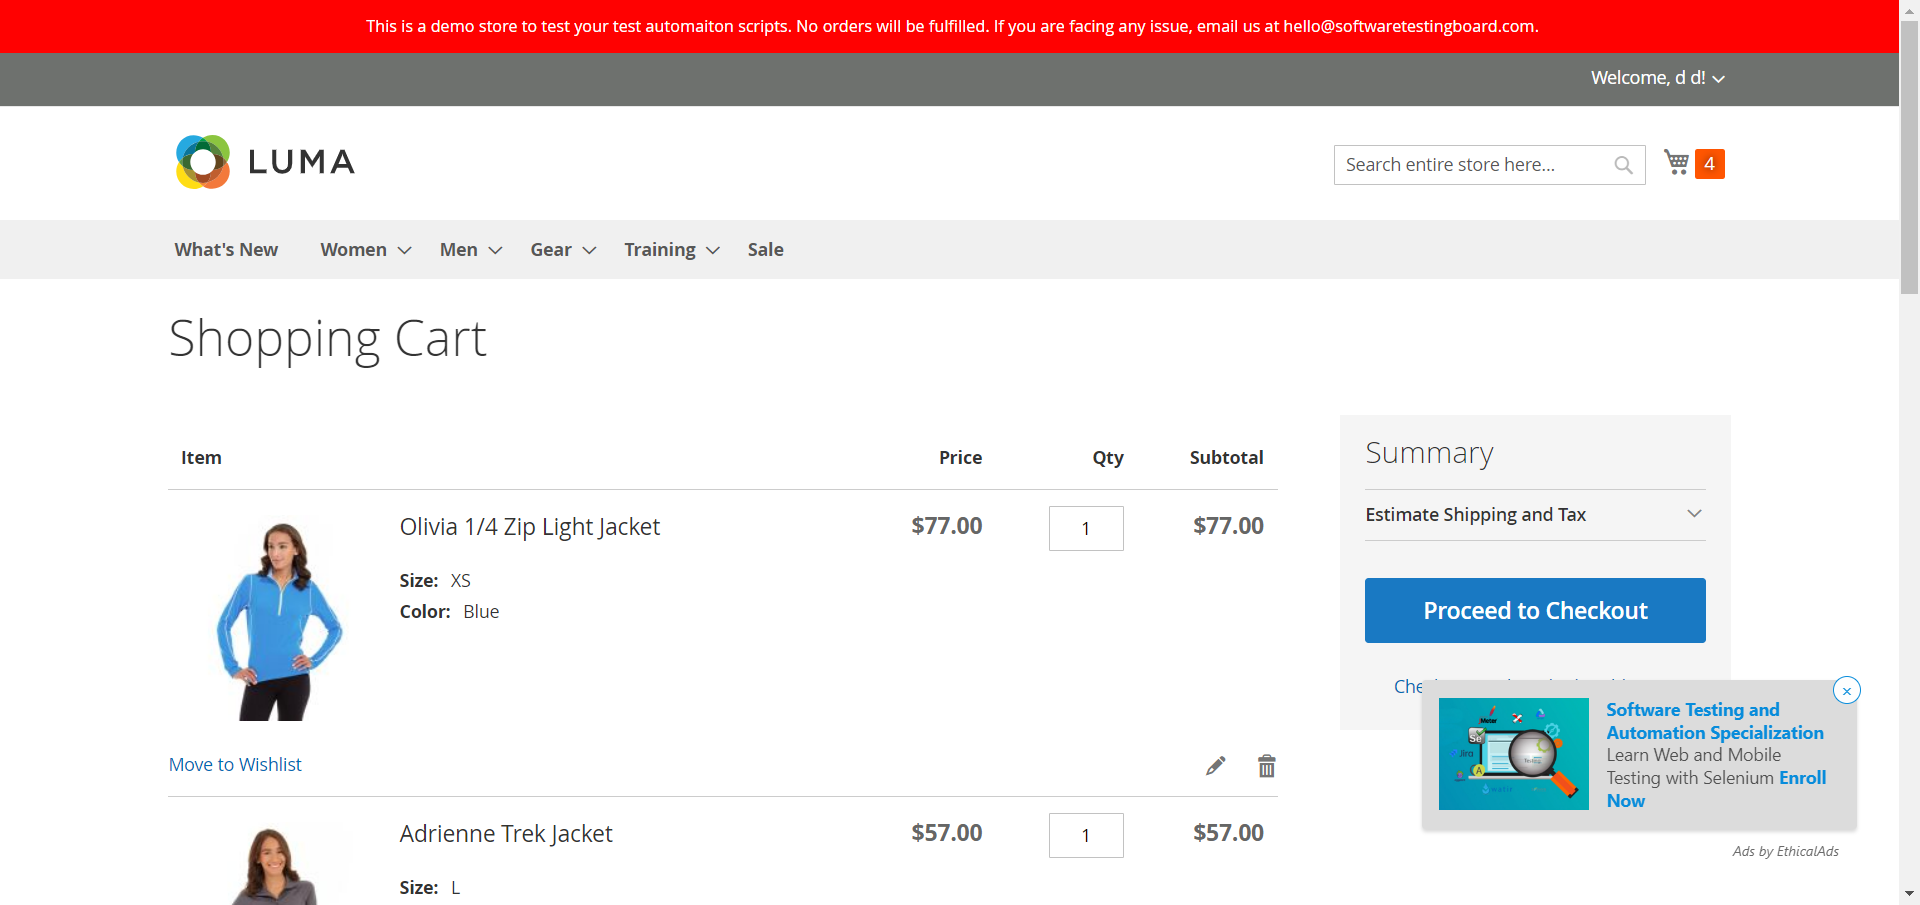 This is a demo store to test your test automaiton scripts. No orders will be fulfilled. If you are facing any issue, email us at hello@softwaretestingboard.com.
Welcome, d d!
LUMA
Search entire store here...
4
What's New Women Men Gear Training Sale
Shopping Cart
Item Price Qty Subtotal
Olivia 1/4 Zip Light Jacket $77.00 1 $77.00
Size: XS
Color: Blue
Move to Wishlist
Adrienne Trek Jacket $57.00 1 $57.00
Size: L
Summary
Estimate Shipping and Tax
Proceed to Checkout
Software Testing and
Automation Specialization
Learn Web and Mobile
Testing with Selenium Enroll
Now
Ads by EthicalAds